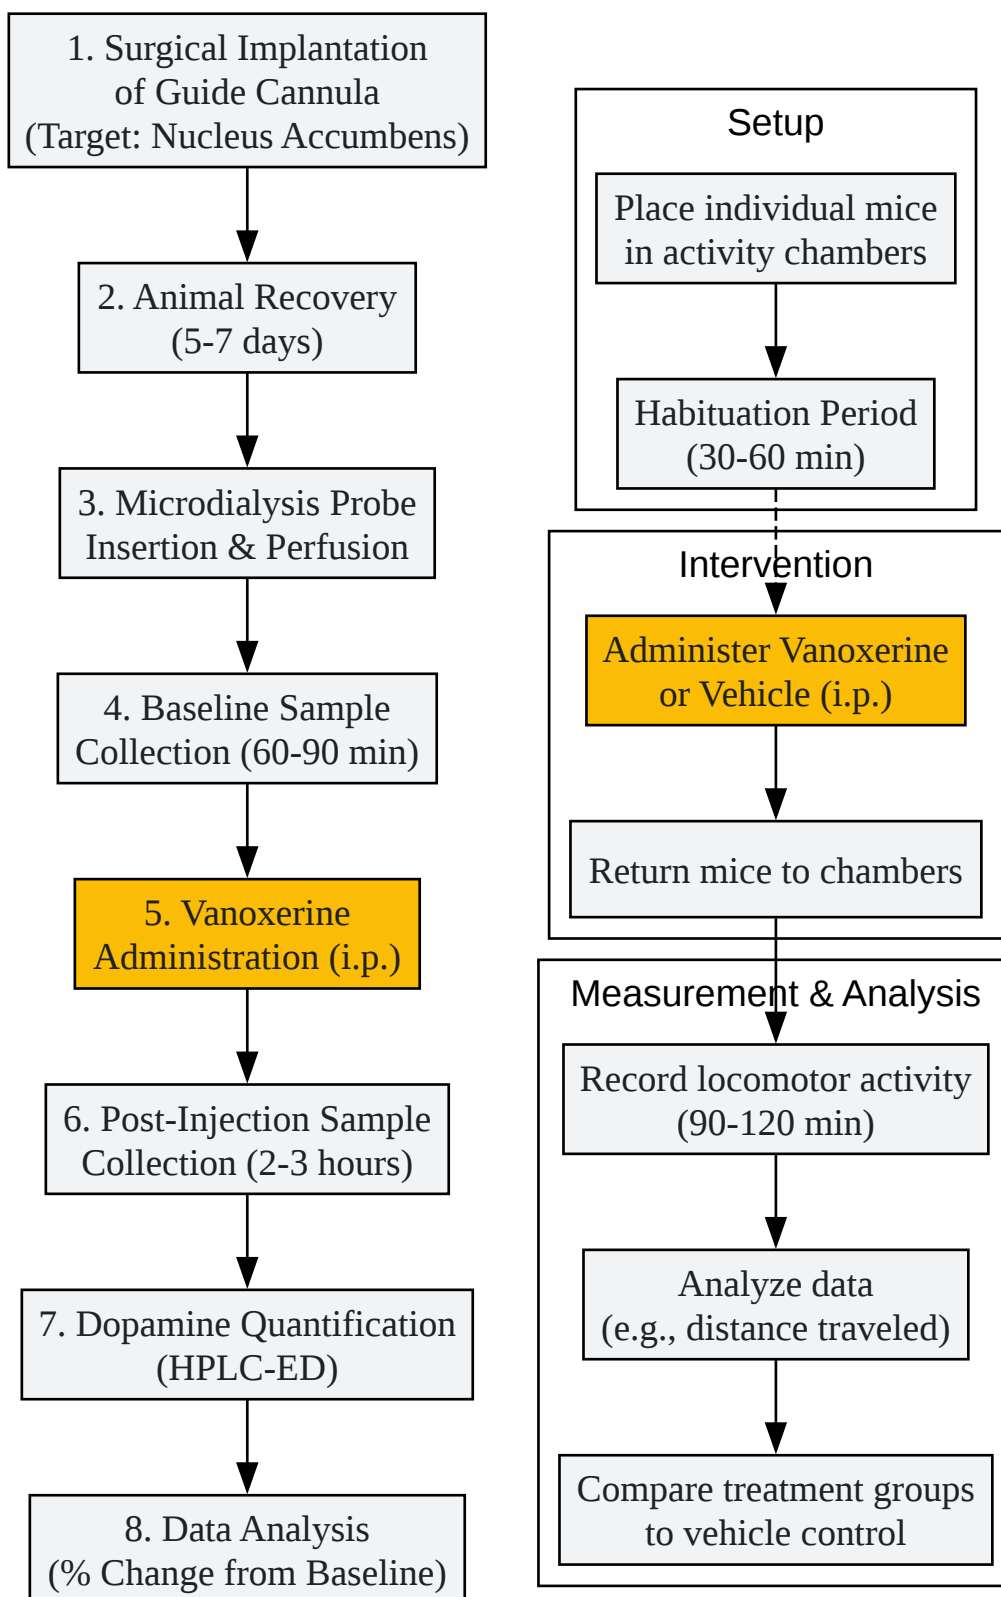 1. Surgical Implantation
of Guide Cannula
(Target: Nucleus Accumbens)
2. Animal Recovery
(5-7 days)
3. Microdialysis Probe
Insertion & Perfusion
4. Baseline Sample
Collection (60-90 min)
5. Vanoxerine
Administration (i.p.)
6. Post-Injection Sample
Collection (2-3 hours)
7. Dopamine Quantification
(HPLC-ED)
8. Data Analysis
(% Change from Baseline)
Setup
Place individual mice
in activity chambers
Habituation Period
(30-60 min)
Intervention
Administer Vanoxerine
or Vehicle (i.p.)
Return mice to chambers
Measurement & Analysis
Record locomotor activity
(90-120 min)
Analyze data
(e.g., distance traveled)
Compare treatment groups
to vehicle control